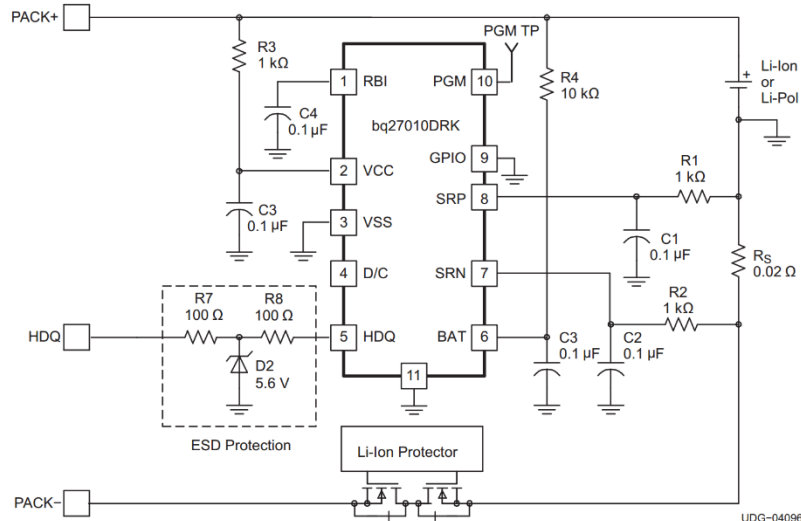 PACK+
R3
1 kΩ
C4
0.1 µF
1
RBI
bq27010DRK
PGM
10
PGM TP
R4
10 kΩ
+
Li-Ion
or
Li-Pol
2
VCC
GPIO
9
C3
0.1 µF
3
VSS
SRP
8
R1
1 kΩ
C1
0.1 µF
RS
0.02 Ω
4
D/C
SRN
7
R2
1 kΩ
HDQ
R7
100 Ω
R8
100 Ω
D2
5.6 V
5
HDQ
BAT
6
C3
0.1 µF
C2
0.1 µF
11
ESD Protection
Li-Ion Protector
PACK−
UDG−04096